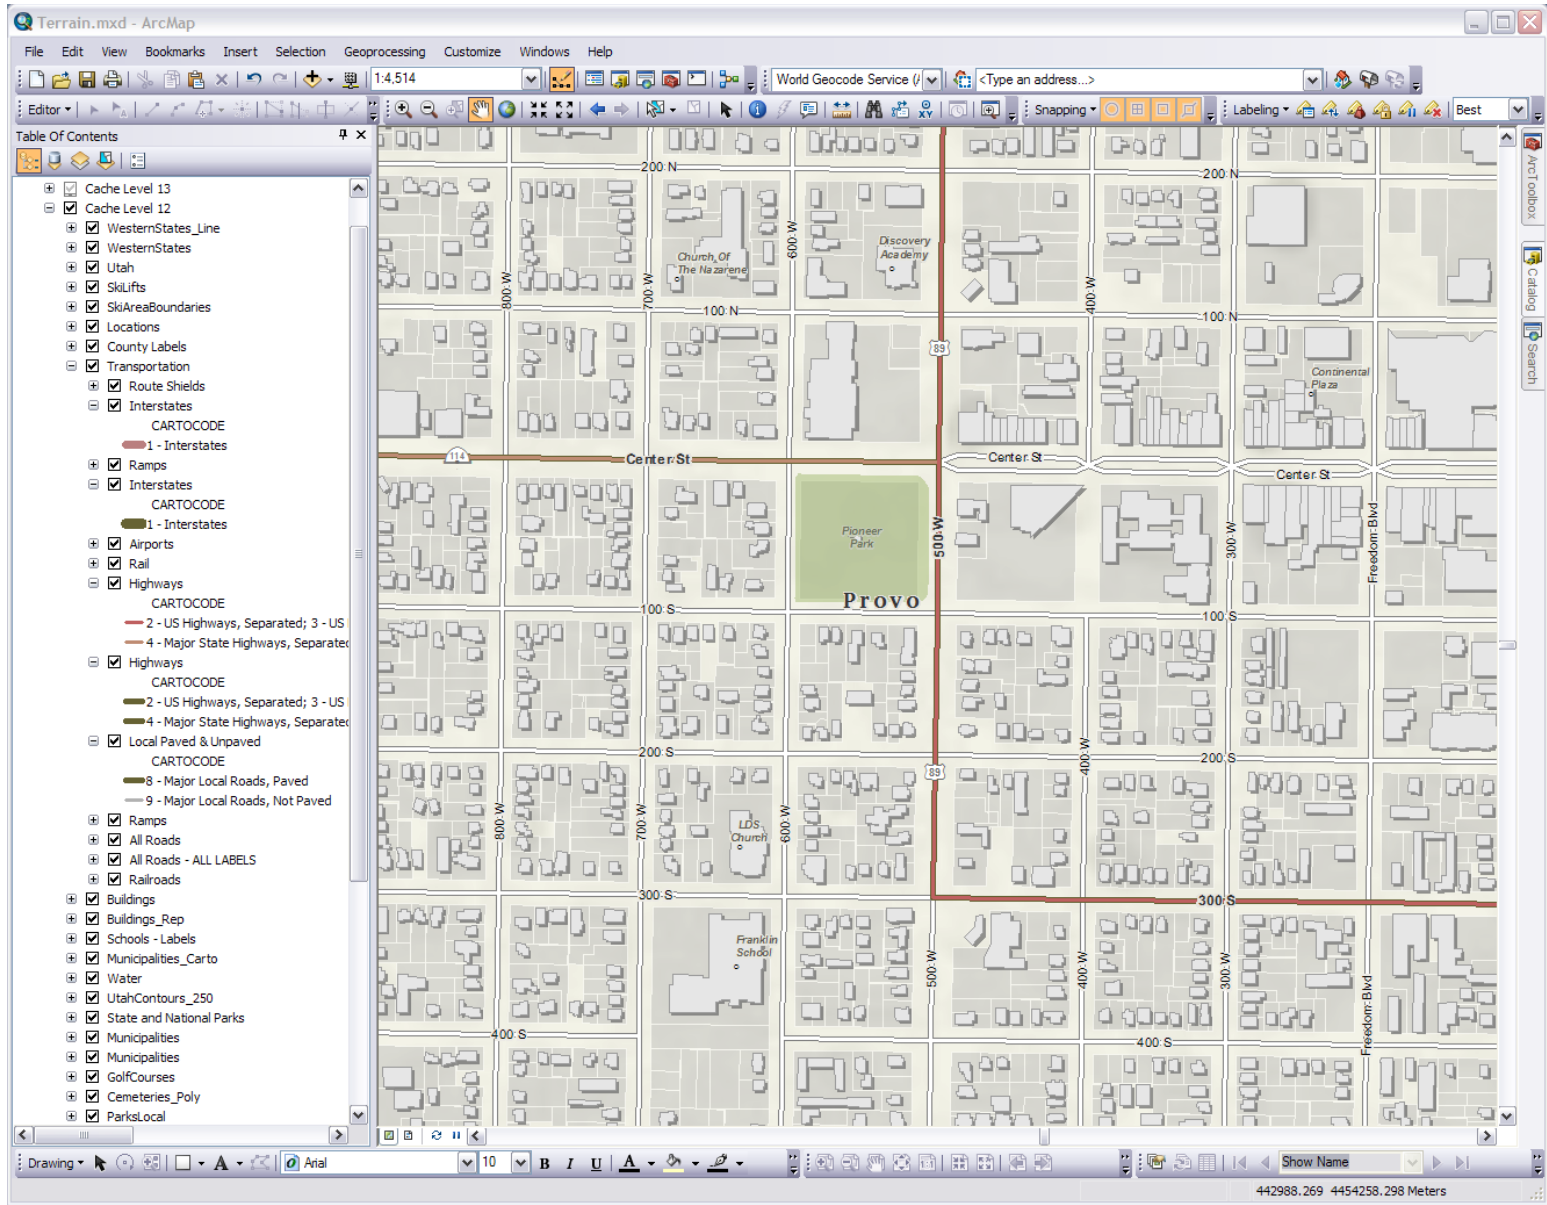 Terrain.mxd - ArcMap
File Edit View Bookmarks Insert Selection Geoprocessing Customize Windows Help
1:4,514 World Geocode Service (A <Type an address...>
Editor Snapping Labeling Best
Table Of Contents
Cache Level 13
Cache Level 12
WesternStates_Line
WesternStates
Utah
SkiLifts
SkiAreaBoundaries
Locations
County Labels
Transportation
Route Shields
Interstates
CARTOCODE
1 - Interstates
Ramps
Interstates
CARTOCODE
1 - Interstates
Airports
Rail
Highways
CARTOCODE
2 - US Highways, Separated; 3 - US
4 - Major State Highways, Separated
Highways
CARTOCODE
2 - US Highways, Separated; 3 - US
4 - Major State Highways, Separated
Local Paved & Unpaved
CARTOCODE
8 - Major Local Roads, Paved
9 - Major Local Roads, Not Paved
Ramps
All Roads
All Roads - ALL LABELS
Railroads
Buildings
Buildings_Rep
Schools - Labels
Municipalities_Carto
Water
UtahContours_250
State and National Parks
Municipalities
Municipalities
GolfCourses
Cemeteries_Poly
ParksLocal
200 N
200 N
600 W
Discovery
Academy
Church Of
The Nazarene
800 W
700 W
400 W
100 N
100 N
89
Continental
Plaza
114
Center St
Center St
Center St
Pioneer
Park
500 W
300 W
Freedom Blvd
Provo
100 S
100 S
200 S
400 W
200 S
89
800 W
700 W
LDS
Church
600 W
300 S
300 S
Franklin
School
500 W
400 W
300 W
Freedom Blvd
400 S
400 S
ArcToolbox
Catalog
Search
Drawing A Arial 10 B I U A Show Name
442988.269 4454258.298 Meters